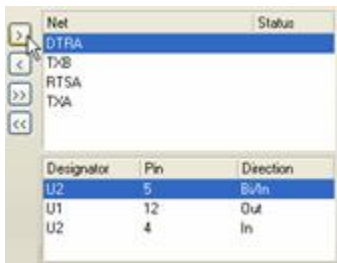 Net Status
DTRA
TXB
RTSA
TXA
Designator Pin Direction
U2 5 Bi/In
U1 12 Out
U2 4 In